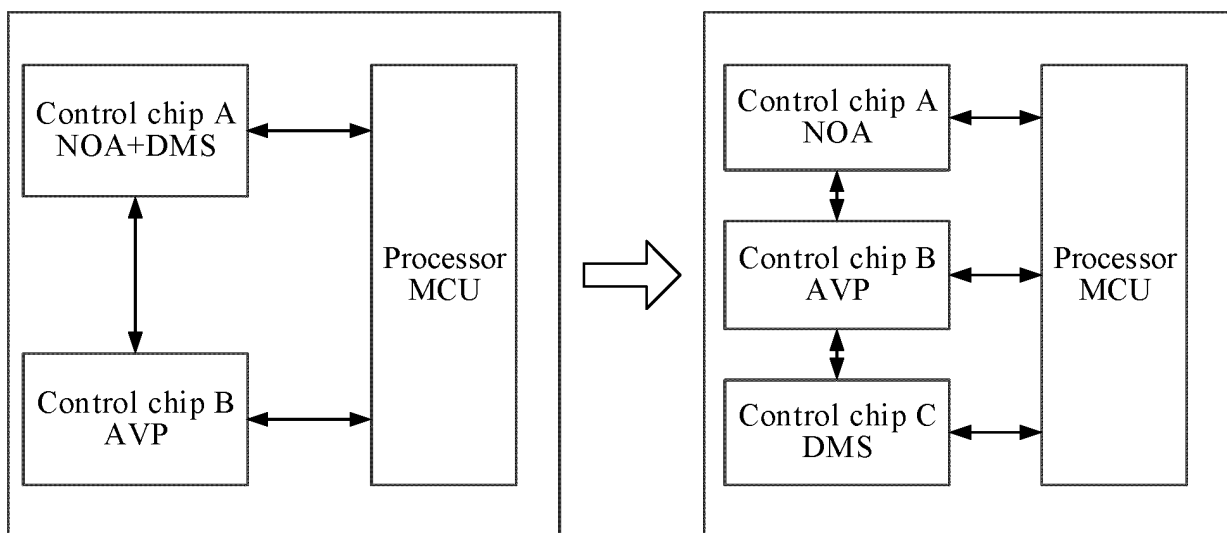 Control chip A
NOA+DMS
Control chip B
AVP
Processor
MCU
Control chip A
NOA
Control chip B
AVP
Control chip C
DMS
Processor
MCU